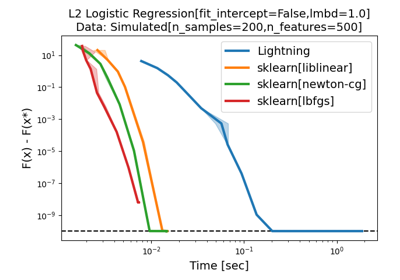 L2 Logistic Regression[fit_intercept=False,lmbd=1.0]
Data: Simulated[n_samples=200,n_features=500]
Lightning
sklearn[liblinear]
sklearn[newton-cg]
sklearn[lbfgs]
F(x) - F(x*)
10¹
10⁻¹
10⁻³
10⁻⁵
10⁻⁷
10⁻⁹
10⁻²
10⁻¹
10⁰
Time [sec]